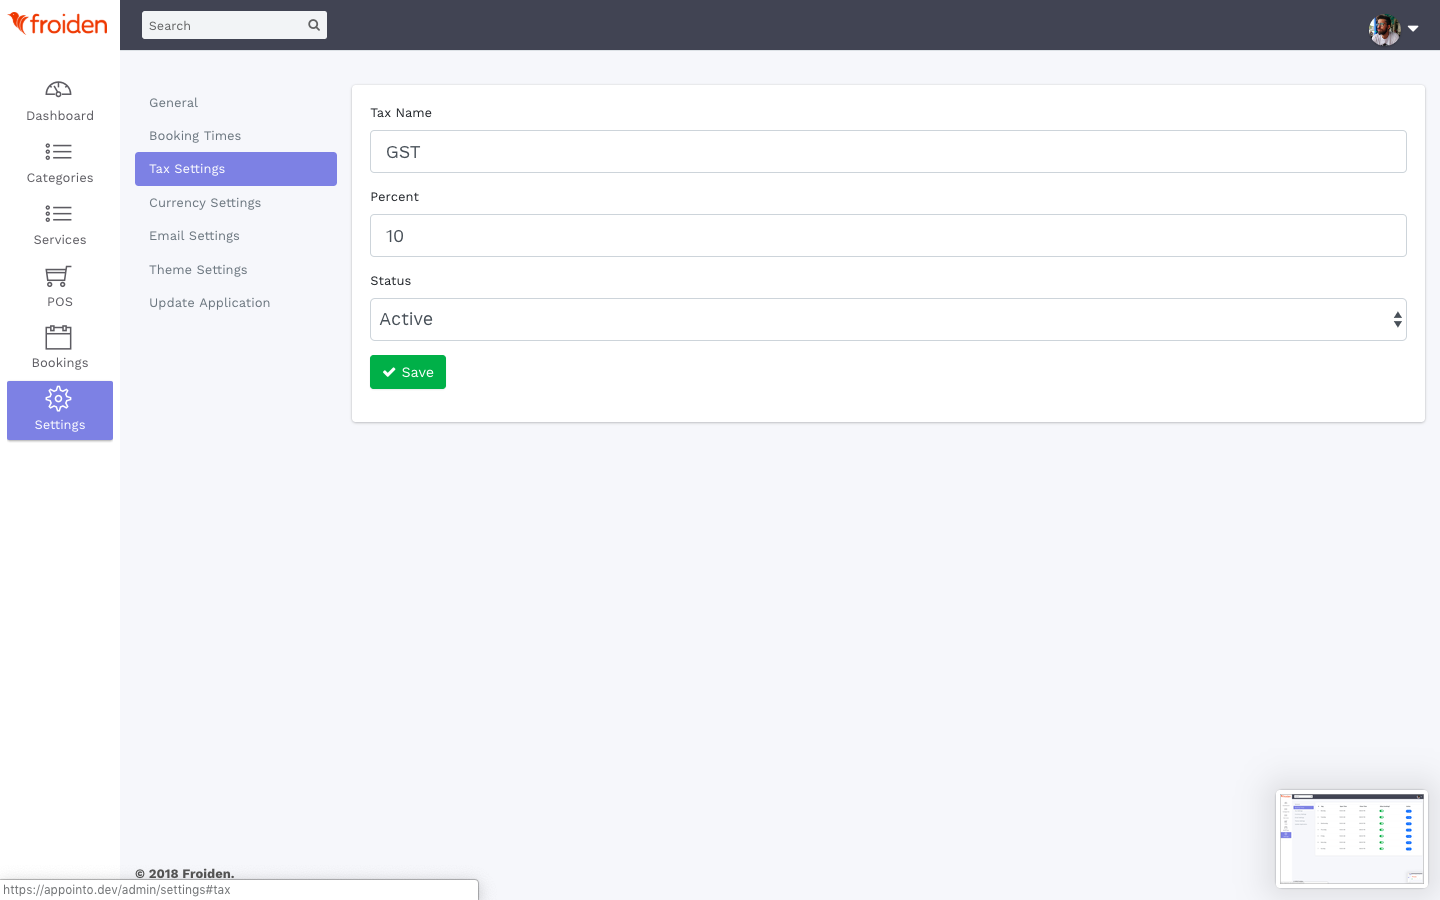 froiden
Search
Dashboard
Categories
Services
POS
Bookings
Settings
General
Booking Times
Tax Settings
Currency Settings
Email Settings
Theme Settings
Update Application
Tax Name
GST
Percent
10
Status
Active
Save
© 2018 Froiden.
https://appointo.dev/admin/settings#tax